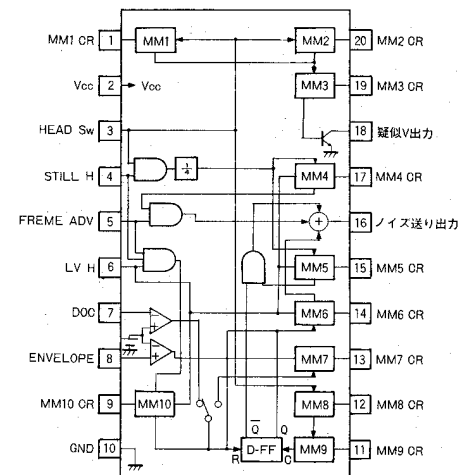 MM1 CR 1 MM1 MM2 20 MM2 CR
Vcc 2 Vcc MM3 19 MM3 CR
HEAD Sw 3 18 疑似V出力
STILL H 4 1/4 MM4 17 MM4 CR
FREME ADV 5 + 16 ノイズ送り出力
LV H 6 MM5 15 MM5 CR
DOC 7 − + MM6 14 MM6 CR
ENVELOPE 8 − + MM7 13 MM7 CR
MM10 CR 9 MM10 MM8 12 MM8 CR
Q̅ Q
GND 10 R D-FF C MM9 11 MM9 CR